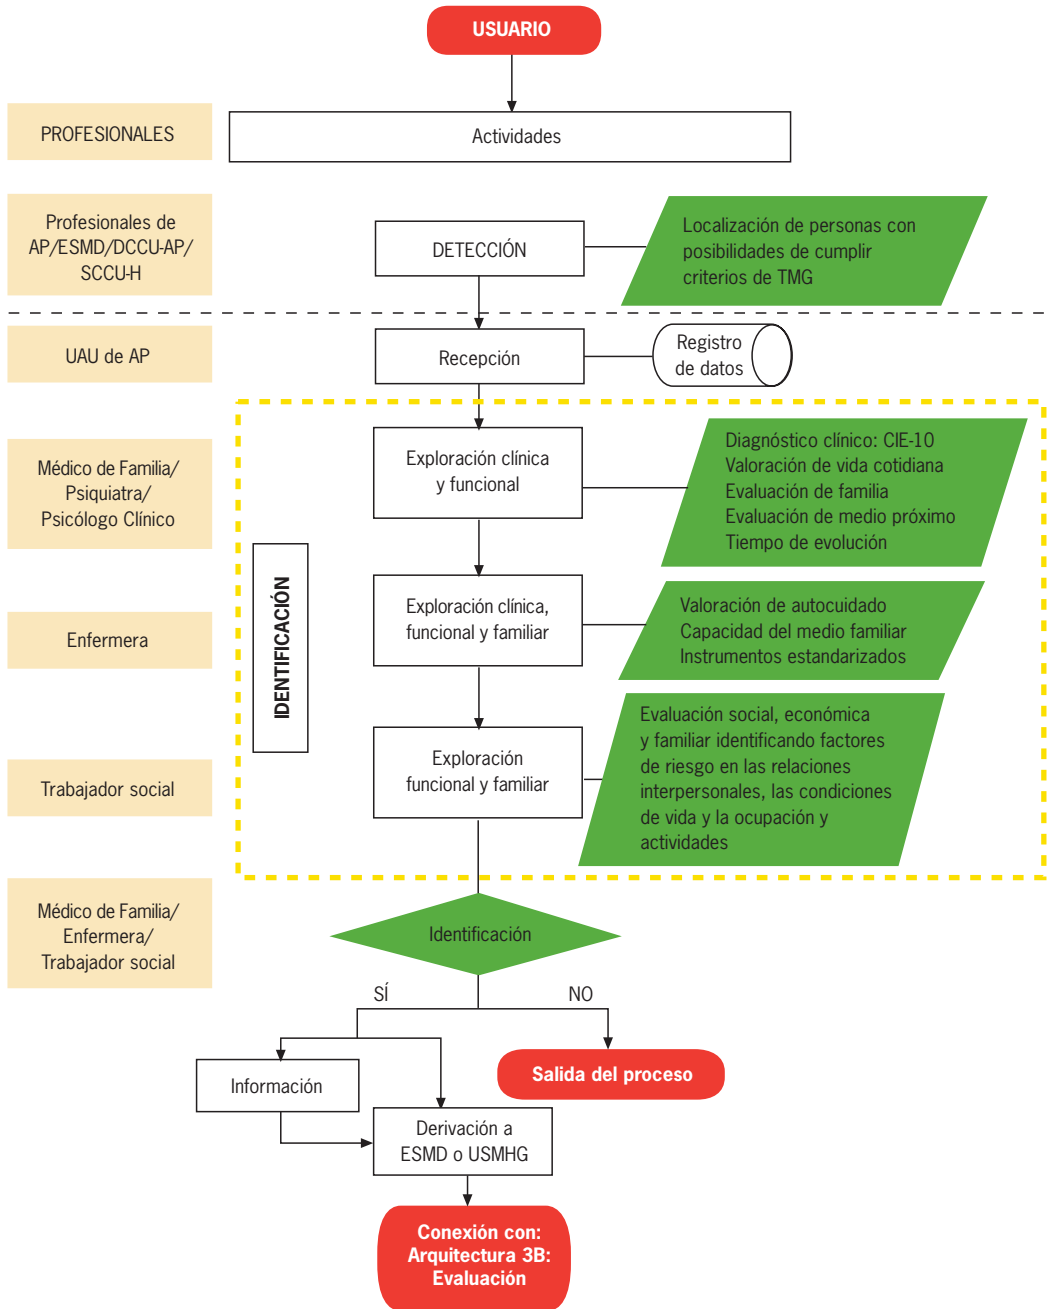 USUARIO
PROFESIONALES
Actividades
Profesionales de
AP/ESMD/DCCU-AP/
SCCU-H
DETECCIÓN
Localización de personas con
posibilidades de cumplir
criterios de TMG
UAU de AP
Recepción
Registro
de datos
IDENTIFICACIÓN
Médico de Familia/
Psiquiatra/
Psicólogo Clínico
Exploración clínica
y funcional
Diagnóstico clínico: CIE-10
Valoración de vida cotidiana
Evaluación de familia
Evaluación de medio próximo
Tiempo de evolución
Enfermera
Exploración clínica,
funcional y familiar
Valoración de autocuidado
Capacidad del medio familiar
Instrumentos estandarizados
Trabajador social
Exploración
funcional y familiar
Evaluación social, económica
y familiar identificando factores
de riesgo en las relaciones
interpersonales, las condiciones
de vida y la ocupación y
actividades
Médico de Familia/
Enfermera/
Trabajador social
Identificación
SÍ
NO
Información
Salida del proceso
Derivación a
ESMD o USMHG
Conexión con:
Arquitectura 3B:
Evaluación